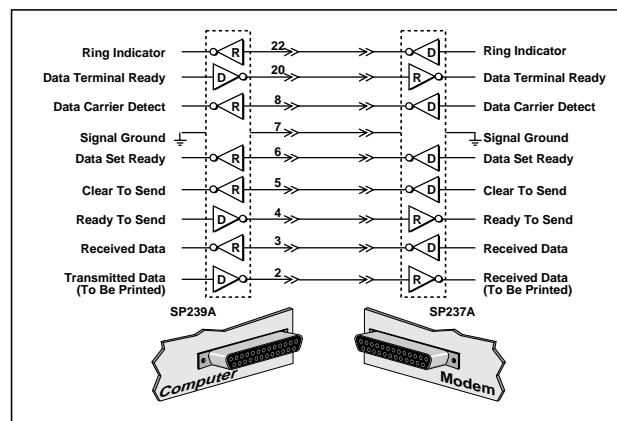 Ring Indicator R 22 D Ring Indicator
Data Terminal Ready D 20 R Data Terminal Ready
Data Carrier Detect R 8 D Data Carrier Detect
Signal Ground 7 Signal Ground
Data Set Ready R 6 D Data Set Ready
Clear To Send R 5 D Clear To Send
Ready To Send D 4 R Ready To Send
Received Data R 3 D Received Data
Transmitted Data D 2 R Received Data
(To Be Printed) (To Be Printed)
SP239A SP237A
Computer Modem